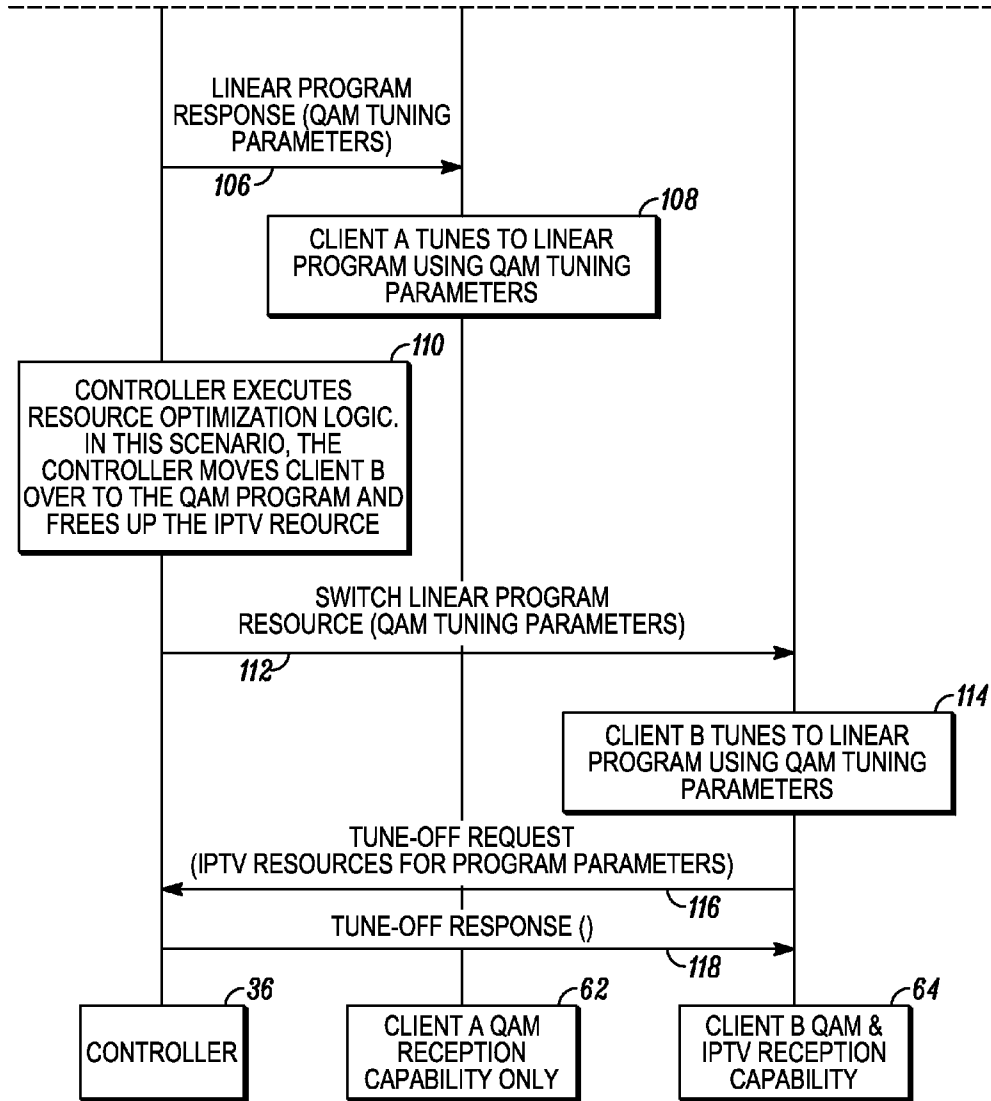 LINEAR PROGRAM
RESPONSE (QAM TUNING
PARAMETERS)
106
108
CLIENT A TUNES TO LINEAR
PROGRAM USING QAM TUNING
PARAMETERS
110
CONTROLLER EXECUTES
RESOURCE OPTIMIZATION LOGIC.
IN THIS SCENARIO, THE
CONTROLLER MOVES CLIENT B
OVER TO THE QAM PROGRAM AND
FREES UP THE IPTV REOURCE
SWITCH LINEAR PROGRAM
RESOURCE (QAM TUNING PARAMETERS)
112
114
CLIENT B TUNES TO LINEAR
PROGRAM USING QAM TUNING
PARAMETERS
TUNE-OFF REQUEST
(IPTV RESOURCES FOR PROGRAM PARAMETERS)
116
TUNE-OFF RESPONSE ()
118
36
CONTROLLER
62
CLIENT A QAM
RECEPTION
CAPABILITY ONLY
64
CLIENT B QAM &
IPTV RECEPTION
CAPABILITY